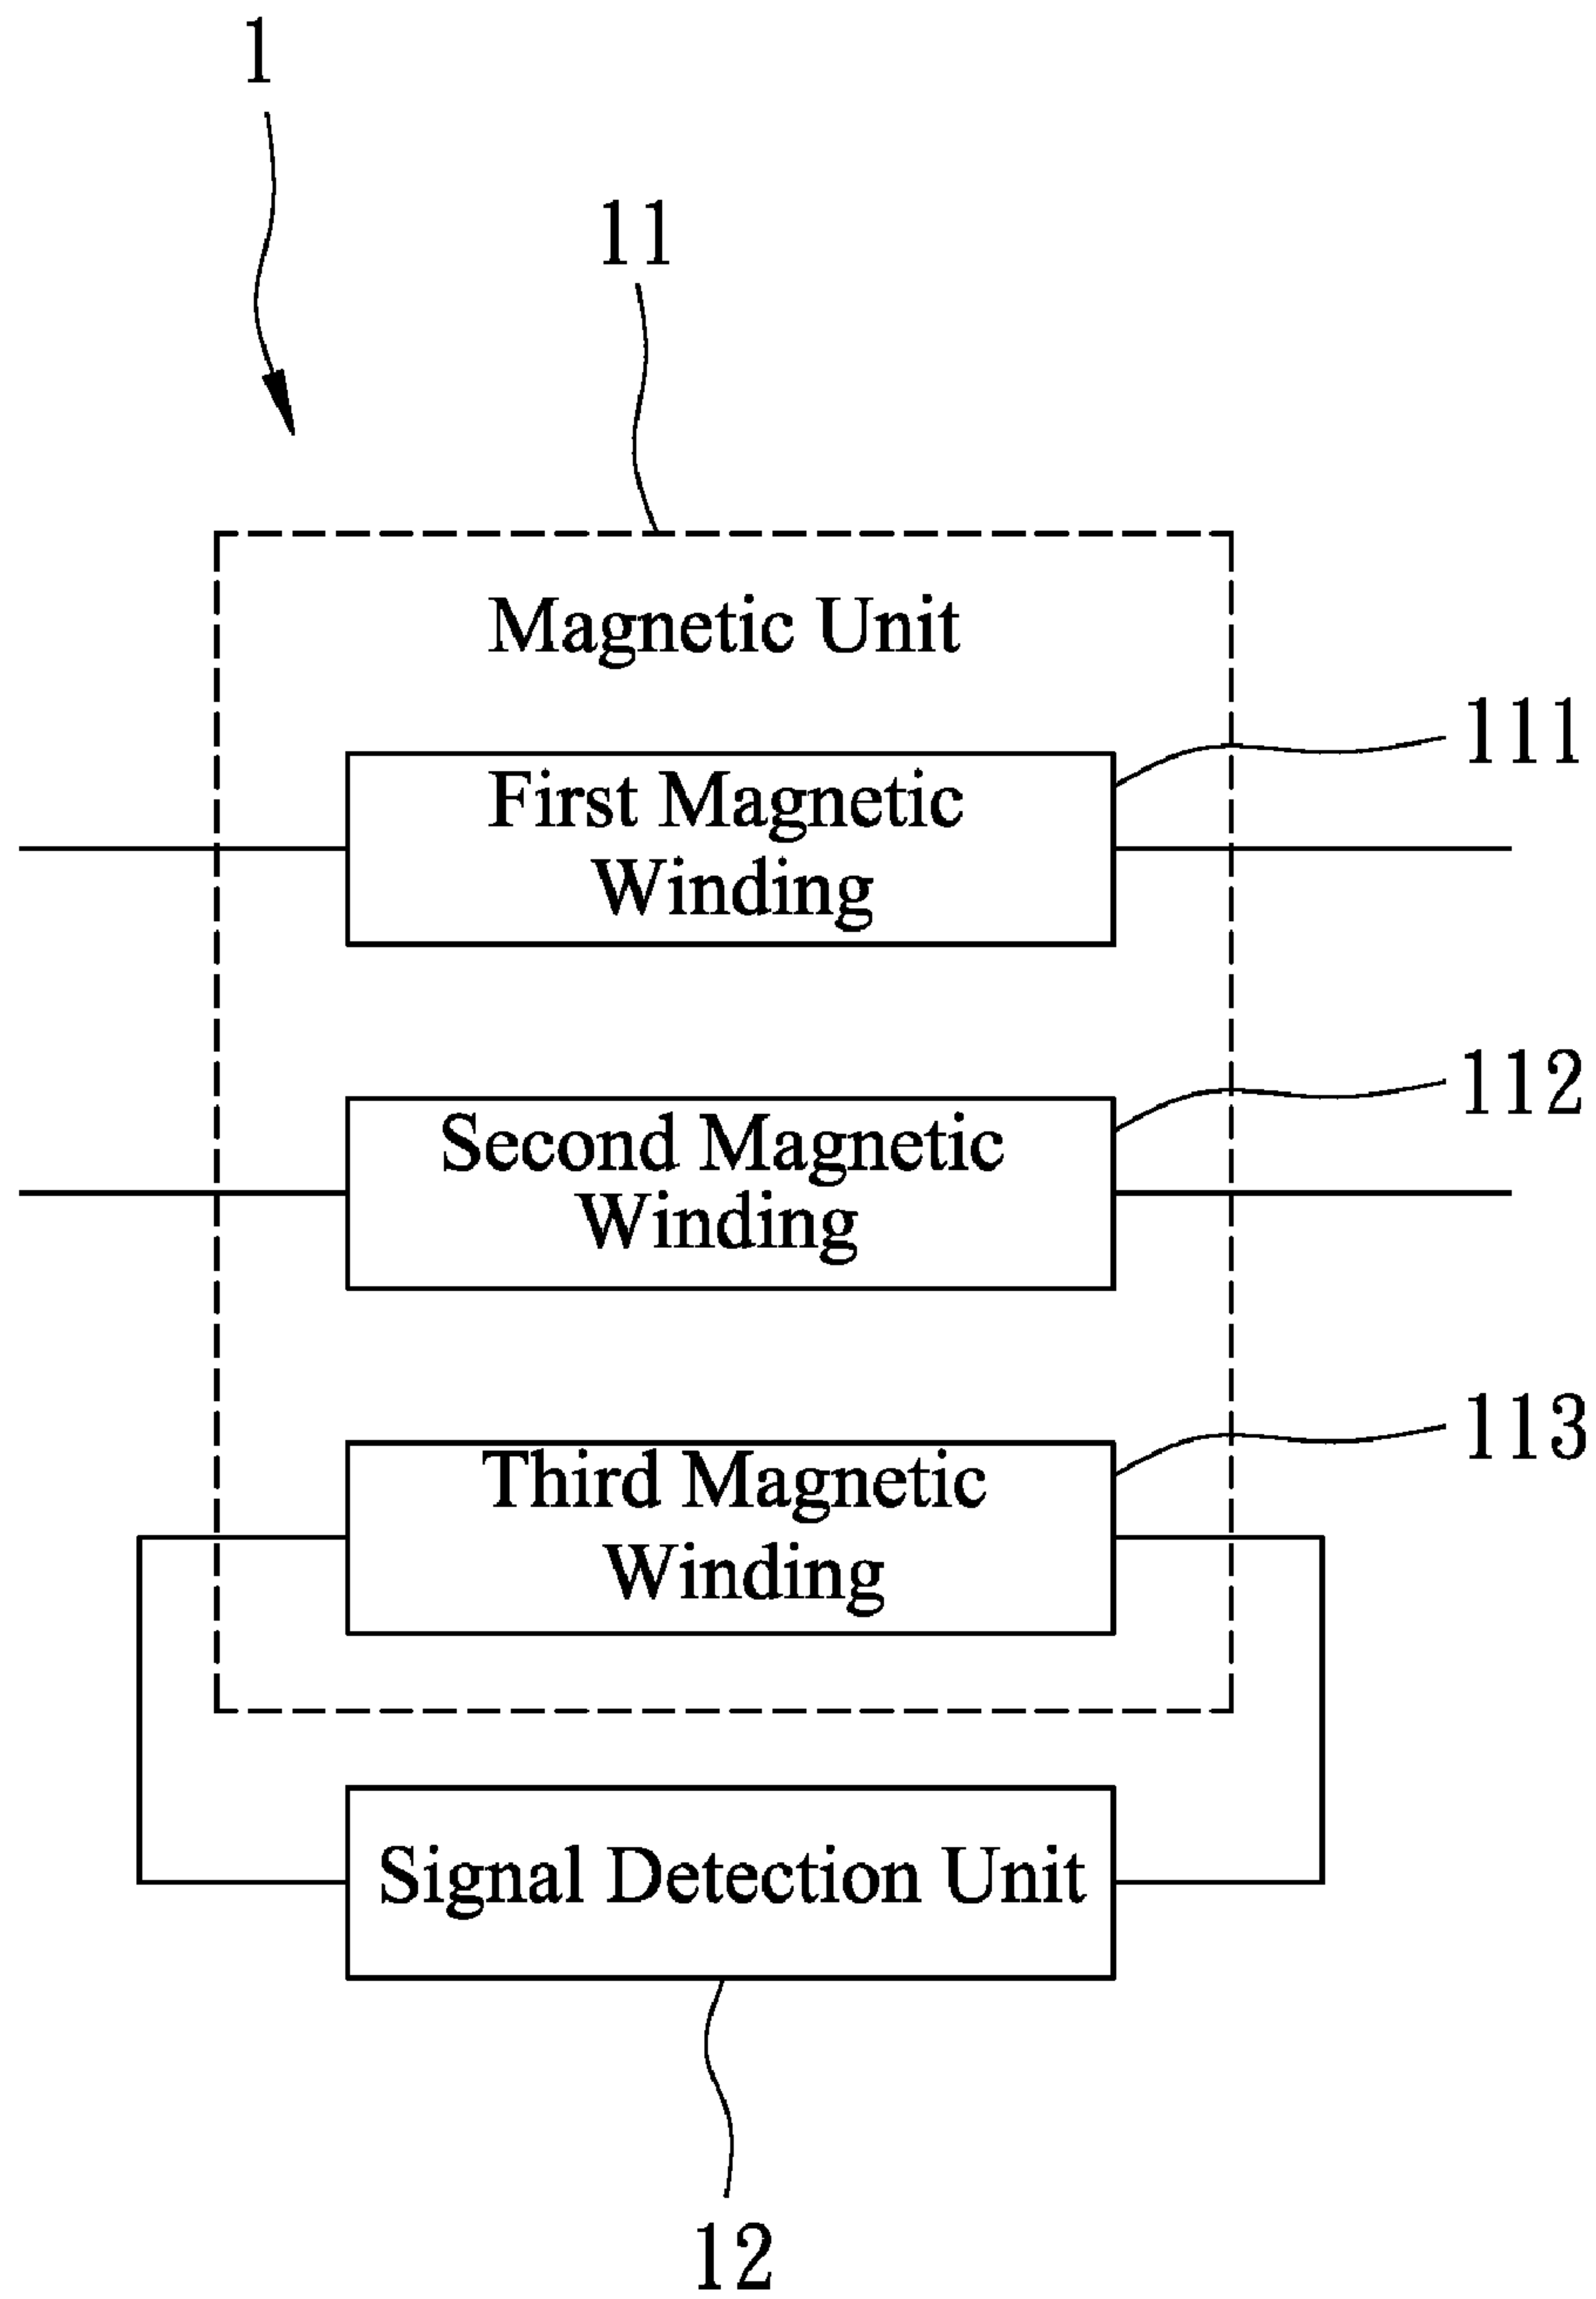 1
11
Magnetic Unit
111
First Magnetic
Winding
112
Second Magnetic
Winding
113
Third Magnetic
Winding
Signal Detection Unit
12